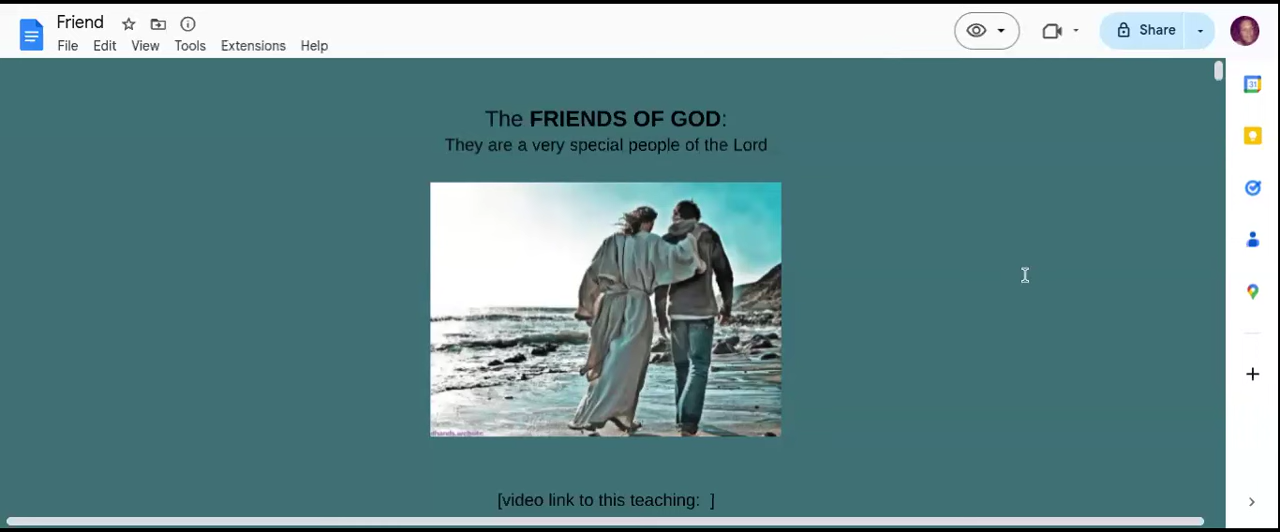 Friend
File Edit View Tools Extensions Help
Share
31
The FRIENDS OF GOD:
They are a very special people of the Lord
[video link to this teaching:  ]